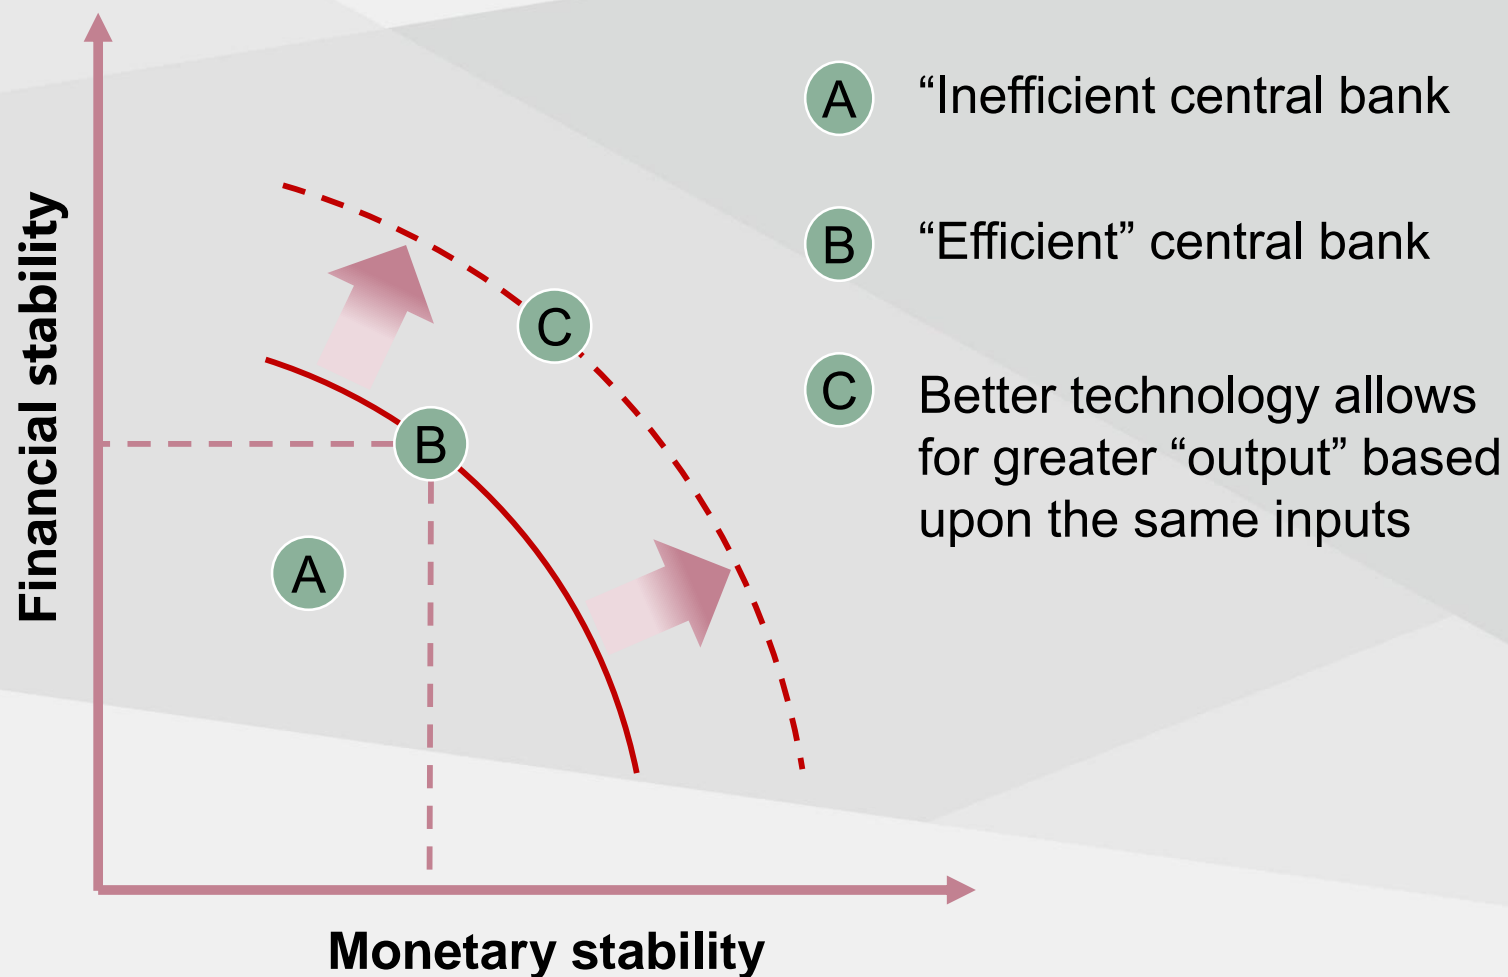 Financial stability
A
B
C
Monetary stability
A
“Inefficient central bank
B
“Efficient” central bank
C
Better technology allows
for greater “output” based
upon the same inputs